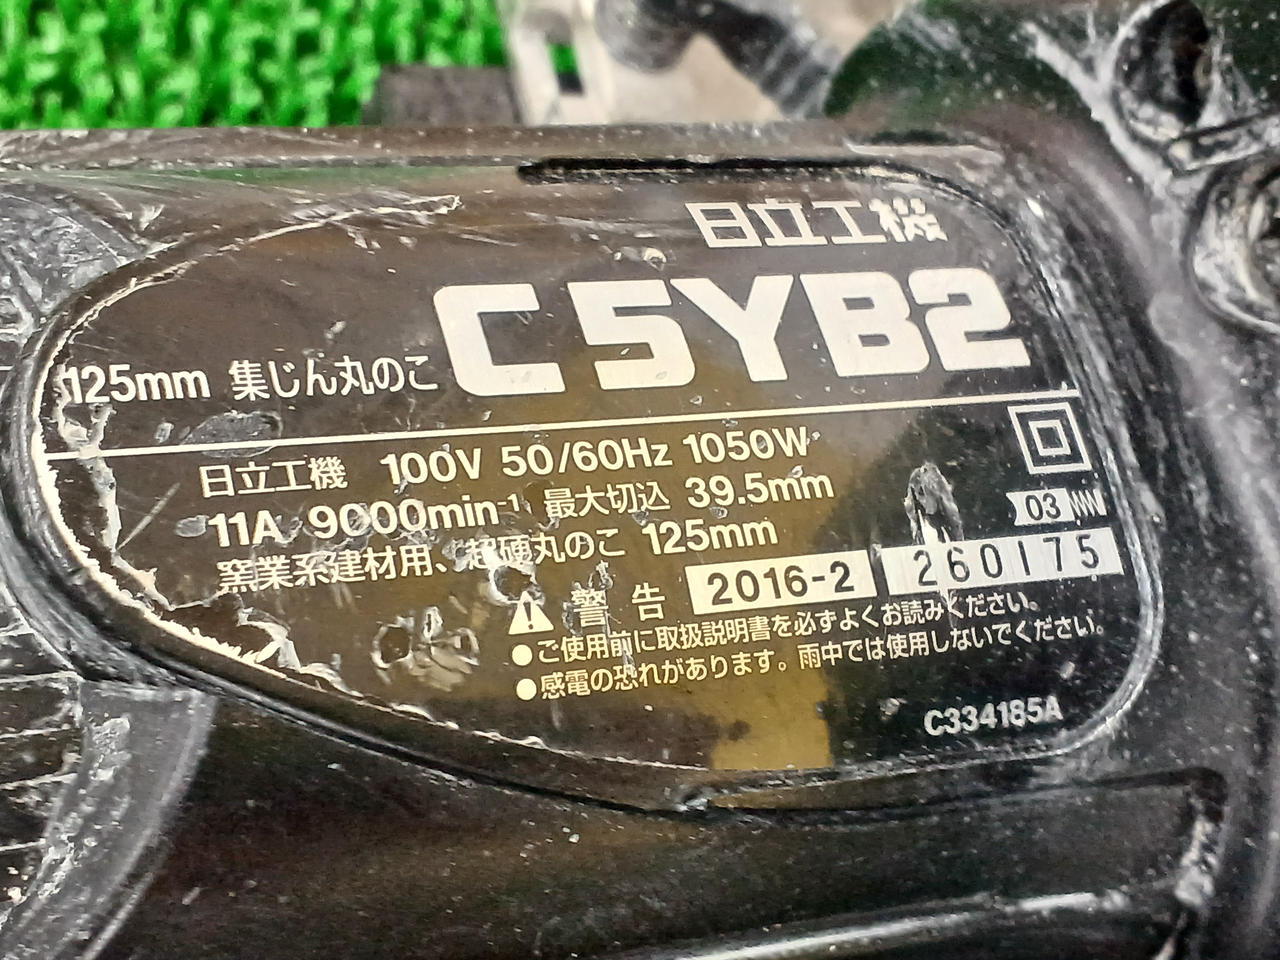 日立工機
C5YB2
125mm 集じん丸のこ
日立工機 100V 50/60Hz 1050W
11A 9000min⁻¹ 最大切込 39.5mm
窯業系建材用、超硬丸のこ 125mm
03
警告 2016-2 260175
●ご使用前に取扱説明書を必ずよくお読みください。
●感電の恐れがあります。雨中では使用しないでください。
C334185A